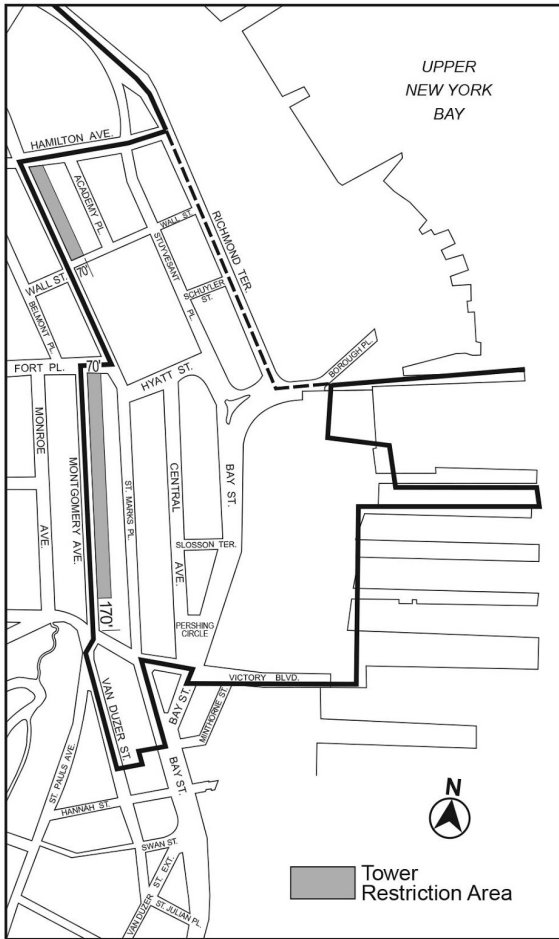 UPPER
NEW YORK
BAY
HAMILTON AVE.
ACADEMY PL.
WALL ST.
RICHMOND TER.
STUYVESANT
PL.
SCHUYLER
ST.
WALL ST.
70'
BELMONT PL.
FORT PL.
70'
HYATT ST.
BOROUGH PL.
MONROE
AVE.
MONTGOMERY AVE.
ST. MARKS PL.
CENTRAL
AVE.
BAY ST.
SLOSSON TER.
170'
PERSHING
CIRCLE
VICTORY BLVD.
VAN DUZER ST.
BAY ST.
MINTHORNE ST.
ST. PAULS AVE.
BAY ST.
HANNAH ST.
SWAN ST.
VAN DUZER ST. EXT.
ST. JULIAN PL.
N
Tower
Restriction Area